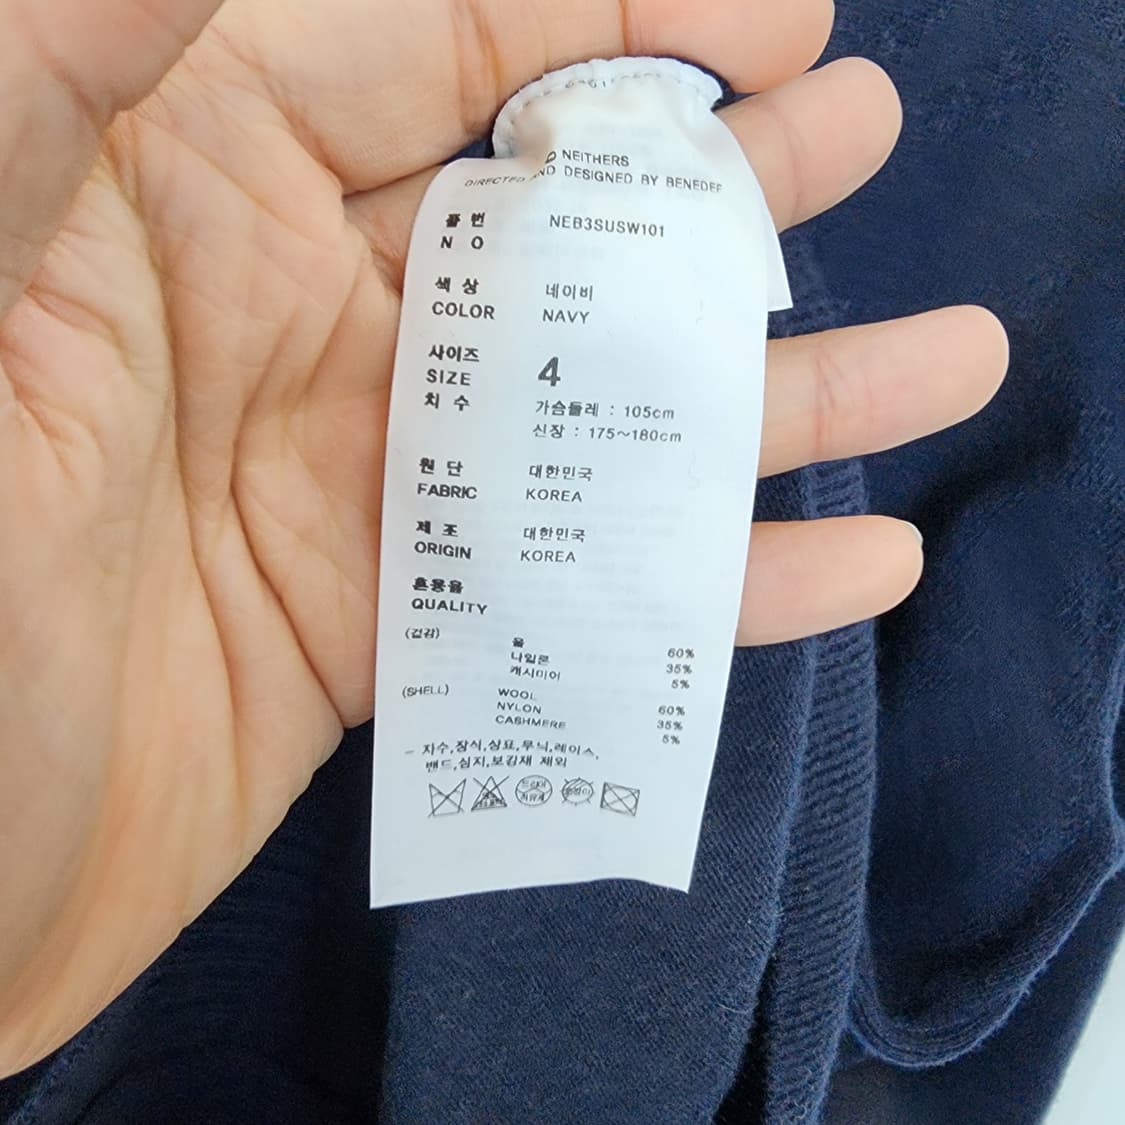 NEITHERS
DIRECTED AND DESIGNED BY BENEDEF
품 번 NEB3SUSW101
N O
색 상 네이비
COLOR NAVY
사이즈 4
SIZE
치 수 가슴둘레 : 105cm
신장 : 175~180cm
원 단 대한민국
FABRIC KOREA
제 조 대한민국
ORIGIN KOREA
혼용율
QUALITY
(겉감)
울 60%
나일론 35%
캐시미어 5%
(SHELL)
WOOL 60%
NYLON 35%
CASHMERE 5%
- 자수,장식,상표,무늬,레이스,
밴드,심지,보강재 제외
드라이